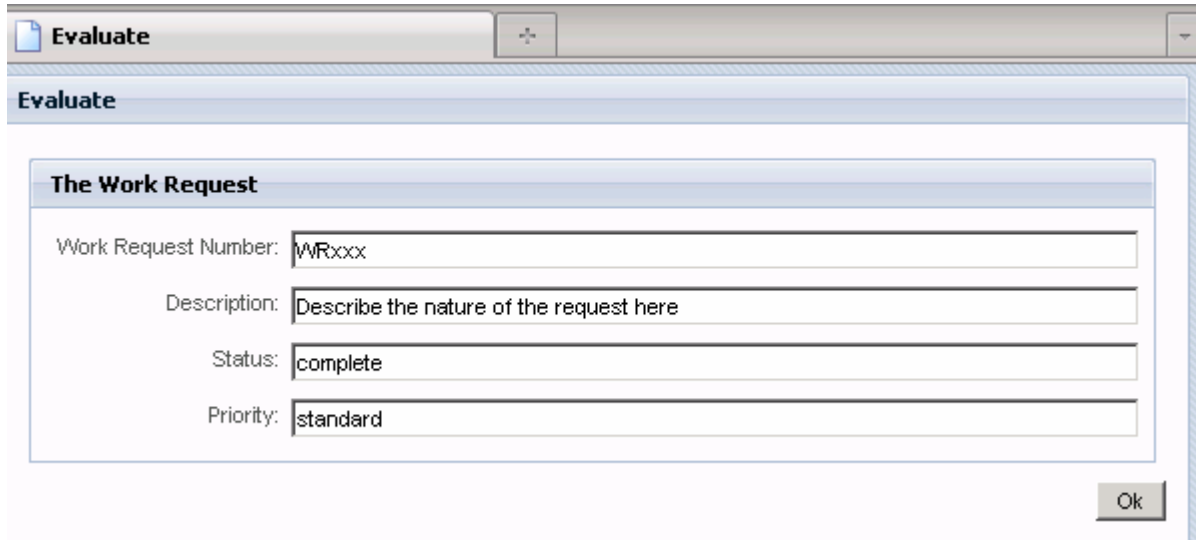 Evaluate
Evaluate
The Work Request
Work Request Number: WRxxx
Description: Describe the nature of the request here
Status: complete
Priority: standard
Ok